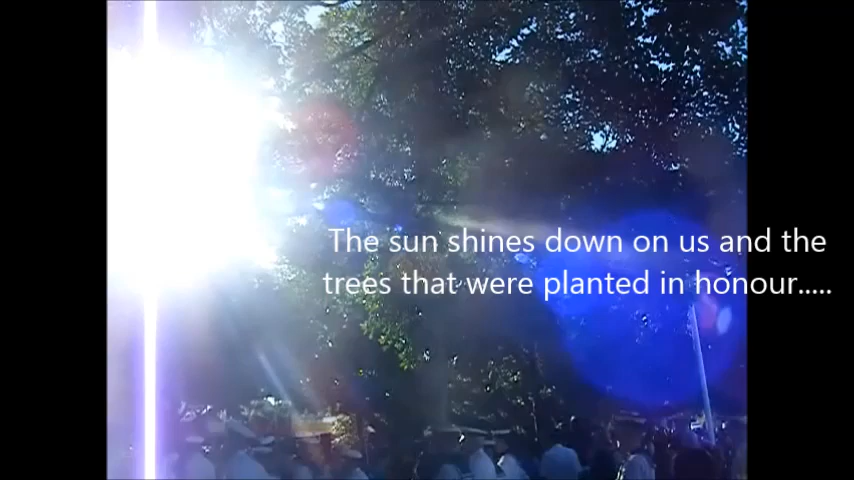 The sun shines down on us and the
trees that were planted in honour.....